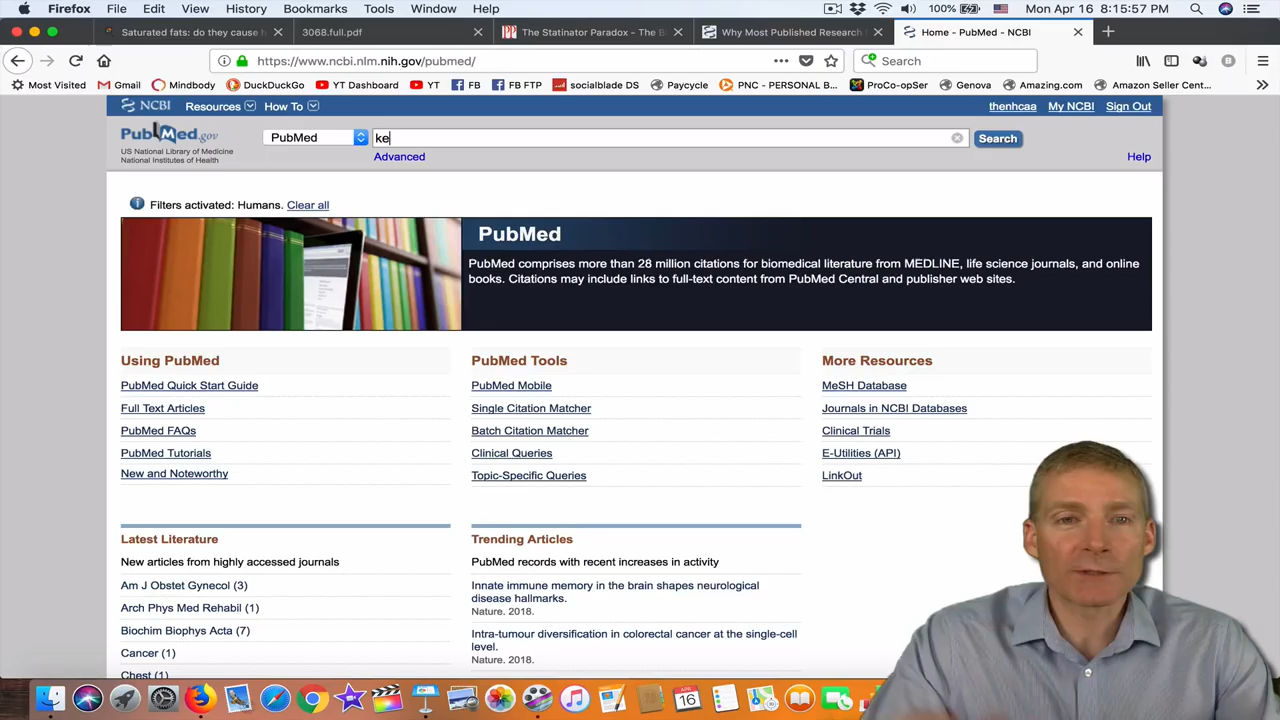 Firefox File Edit View History Bookmarks Tools Window Help 100% Mon Apr 16 8:15:57 PM
Saturated fats: do they cause h 3068.full.pdf The Statinator Paradox - The B Why Most Published Research Home - PubMed - NCBI
https://www.ncbi.nlm.nih.gov/pubmed/ Search
Most Visited Gmail Mindbody DuckDuckGo YT Dashboard YT FB FB FTP socialblade DS Paycycle PNC - PERSONAL B... ProCo-opSer Genopro.com Amazing.com Amazon Seller Cent...
NCBI Resources How To thenhcaa My NCBI Sign Out
PubMed.gov PubMed ke Search
US National Library of Medicine
National Institutes of Health
Advanced Help
Filters activated: Humans. Clear all
PubMed
PubMed comprises more than 28 million citations for biomedical literature from MEDLINE, life science journals, and online
books. Citations may include links to full-text content from PubMed Central and publisher web sites.
Using PubMed
PubMed Quick Start Guide
Full Text Articles
PubMed FAQs
PubMed Tutorials
New and Noteworthy
PubMed Tools
PubMed Mobile
Single Citation Matcher
Batch Citation Matcher
Clinical Queries
Topic-Specific Queries
More Resources
MeSH Database
Journals in NCBI Databases
Clinical Trials
E-Utilities (API)
LinkOut
Latest Literature
New articles from highly accessed journals
Am J Obstet Gynecol (3)
Arch Phys Med Rehabil (1)
Biochim Biophys Acta (7)
Cancer (1)
Chest (1)
Trending Articles
PubMed records with recent increases in activity
Innate immune memory in the brain shapes neurological
disease hallmarks.
Nature. 2018.
Intra-tumour diversification in colorectal cancer at the single-cell
level.
Nature. 2018.
APR
16